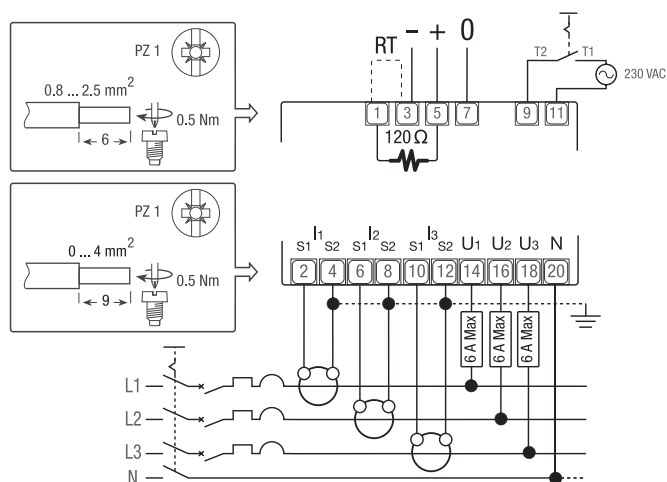 PZ 1
0.8 ... 2.5 mm2
0.5 Nm
6
RT - + 0
T2 T1
230 VAC
1 3 5 7 9 11
120 Ω
PZ 1
0 ... 4 mm2
0.5 Nm
9
I1 I2 I3
S1 S2 S1 S2 S1 S2 U1 U2 U3 N
2 4 6 8 10 12 14 16 18 20
6 A Max 6 A Max 6 A Max
L1
L2
L3
N